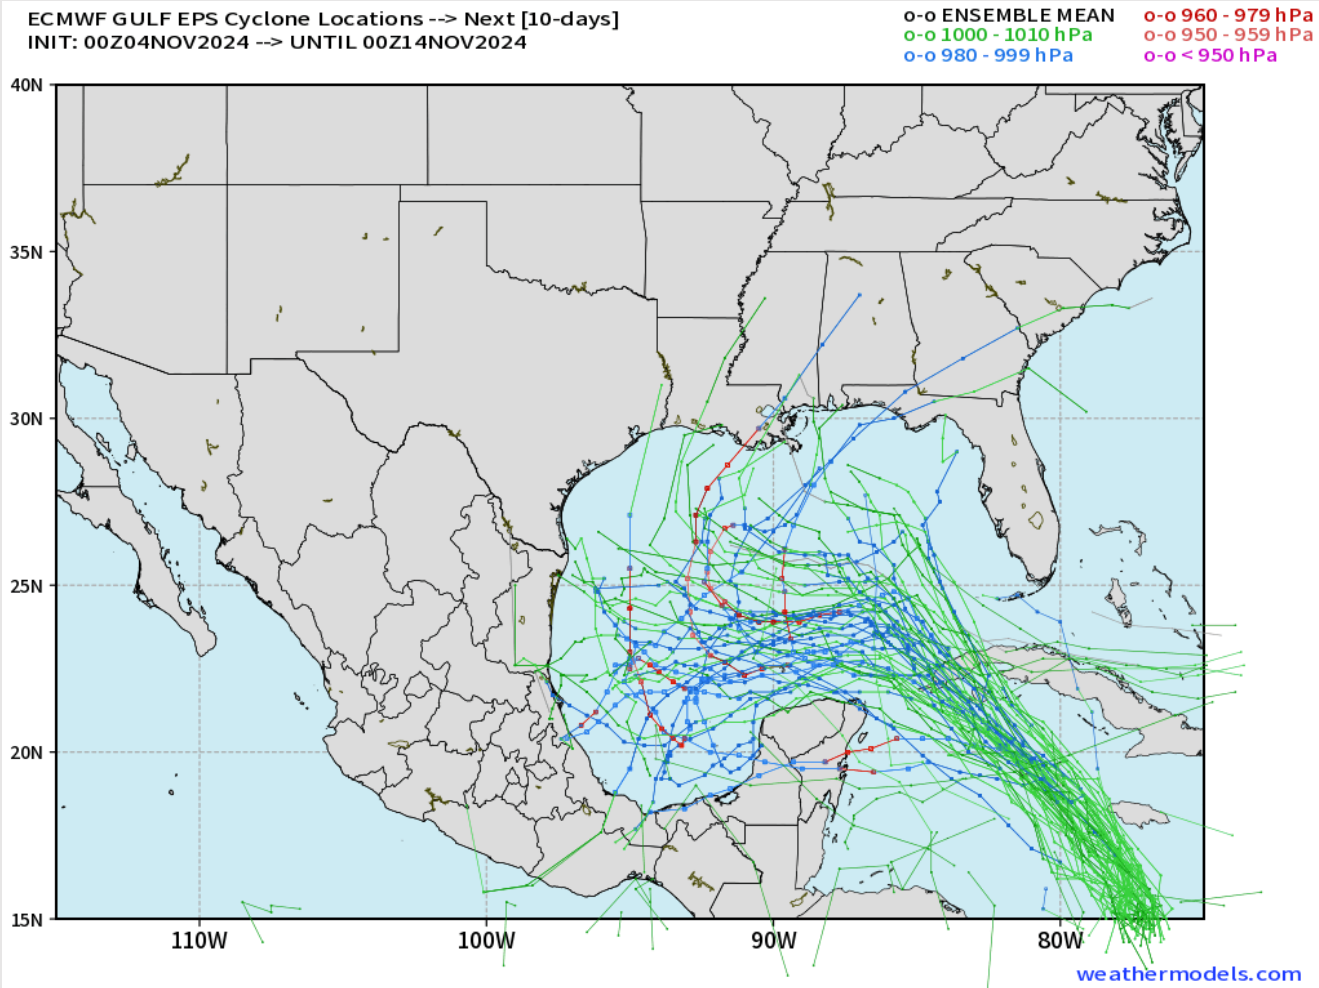 ECMWF GULF EPS Cyclone Locations --> Next [10-days]
INIT: 00Z04NOV2024 --> UNTIL 00Z14NOV2024
o-o ENSEMBLE MEAN
o-o 1000 - 1010 hPa
o-o 980 - 999 hPa
o-o 960 - 979 hPa
o-o 950 - 959 hPa
o-o < 950 hPa
40N
35N
30N
25N
20N
15N
110W
100W
90W
80W
weathermodels.com